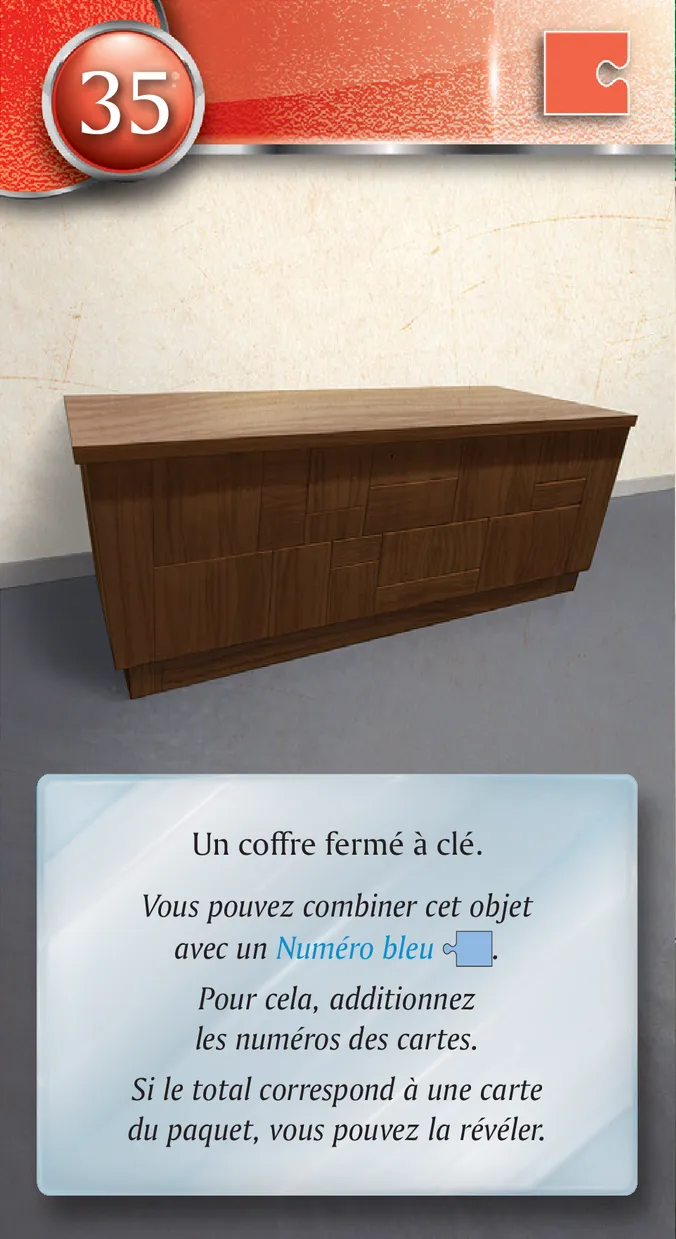 35
Un coffre fermé à clé.
Vous pouvez combiner cet objet
avec un Numéro bleu .
Pour cela, additionnez
les numéros des cartes.
Si le total correspond à une carte
du paquet, vous pouvez la révéler.